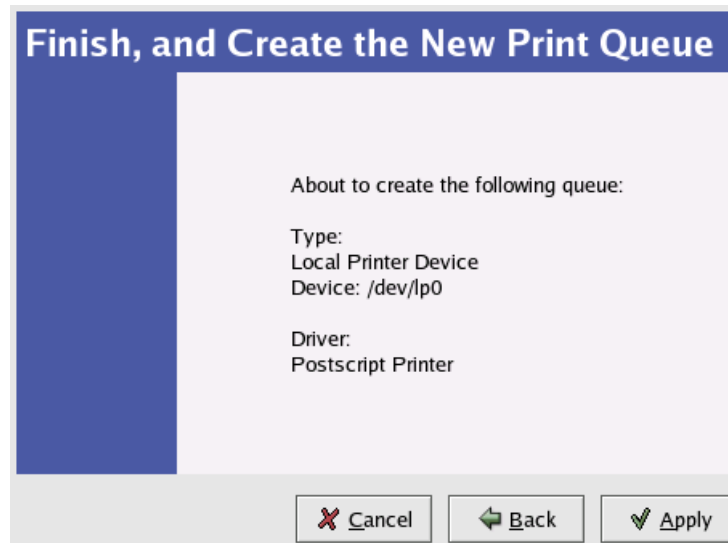 Finish, and Create the New Print Queue
About to create the following queue:
Type:
Local Printer Device
Device: /dev/lp0
Driver:
Postscript Printer
Cancel
Back
Apply